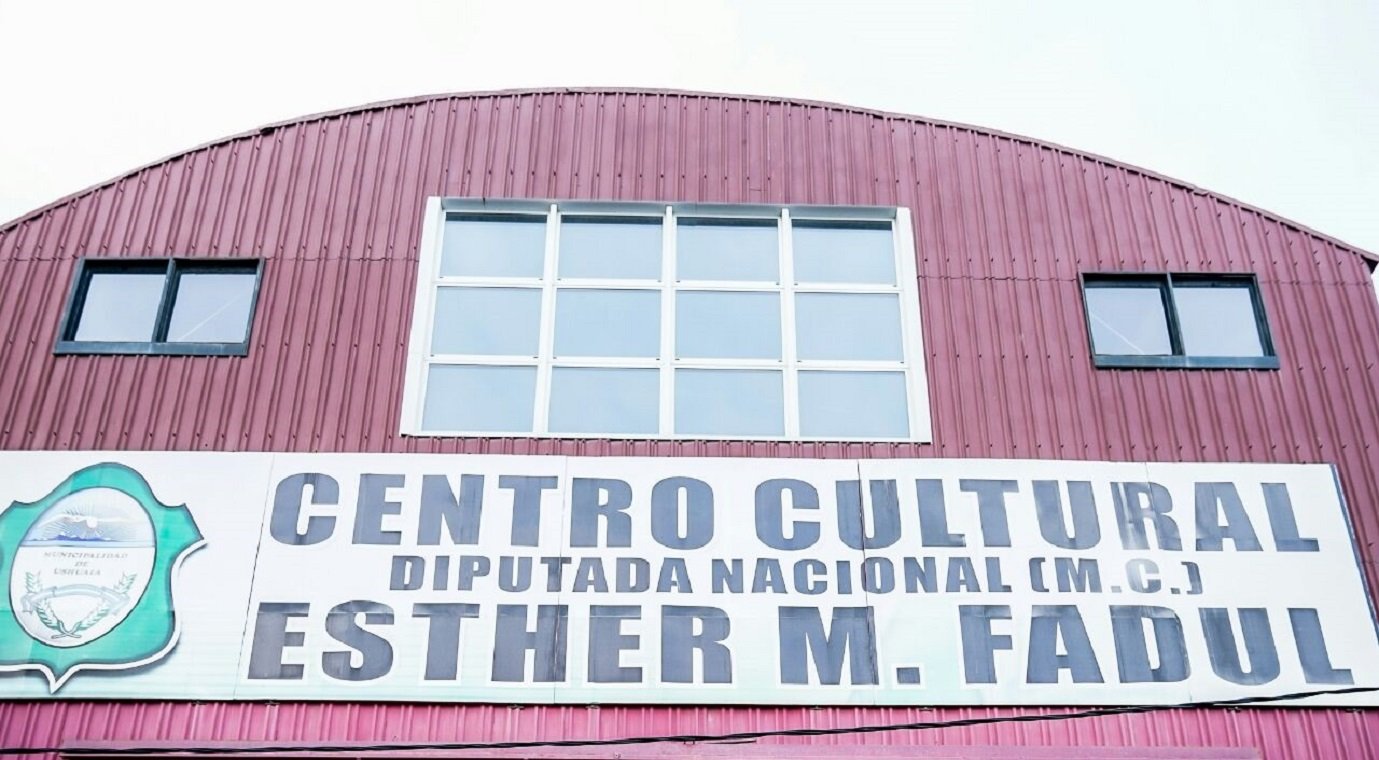 MUNICIPALIDAD
DE
USHUAIA
CENTRO CULTURAL
DIPUTADA NACIONAL (M.C.)
ESTHER M. FADUL